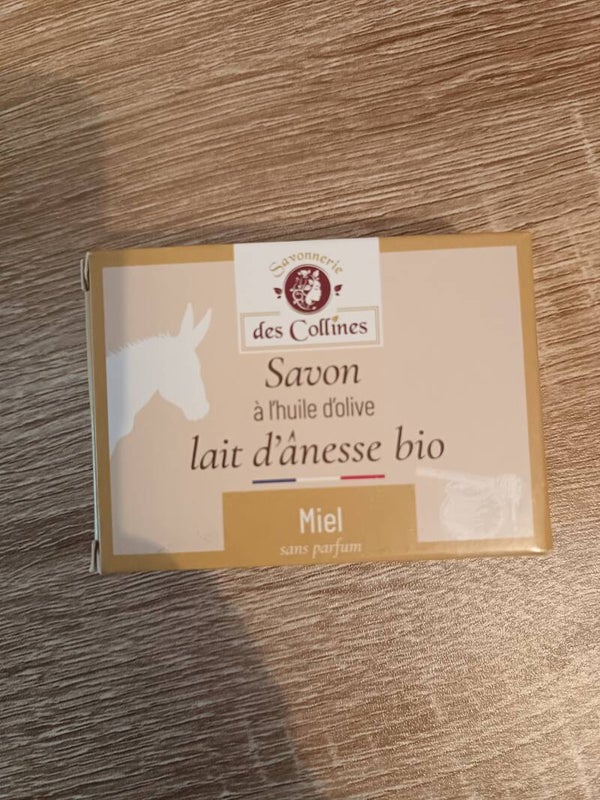 Savonnerie
des Collines
Savon
à l'huile d'olive
lait d'ânesse bio
Miel
sans parfum